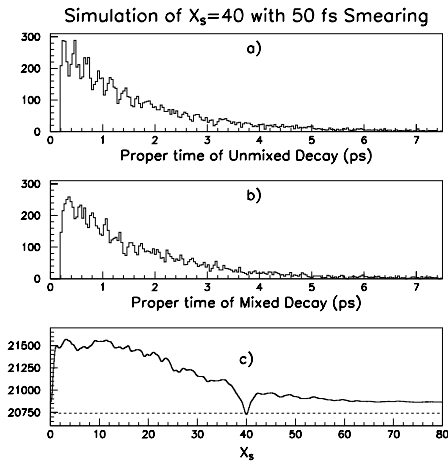 Simulation of Xs=40 with 50 fs Smearing
a)
300
200
100
0
0 1 2 3 4 5 6 7
Proper time of Unmixed Decay (ps)
b)
300
200
100
0
0 1 2 3 4 5 6 7
Proper time of Mixed Decay (ps)
c)
21500
21250
21000
20750
0 10 20 30 40 50 60 70 80
Xs